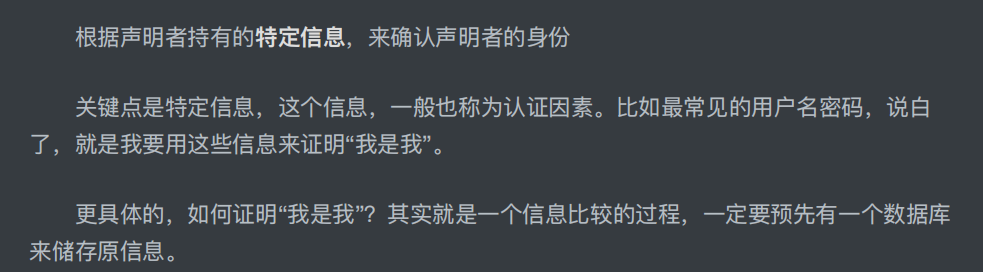 根据声明者持有的特定信息，来确认声明者的身份
关键点是特定信息，这个信息，一般也称为认证因素。比如最常见的用户名密码，说白
了，就是我要用这些信息来证明“我是我”。
更具体的，如何证明“我是我”？其实就是一个信息比较的过程，一定要预先有一个数据库
来储存原信息。